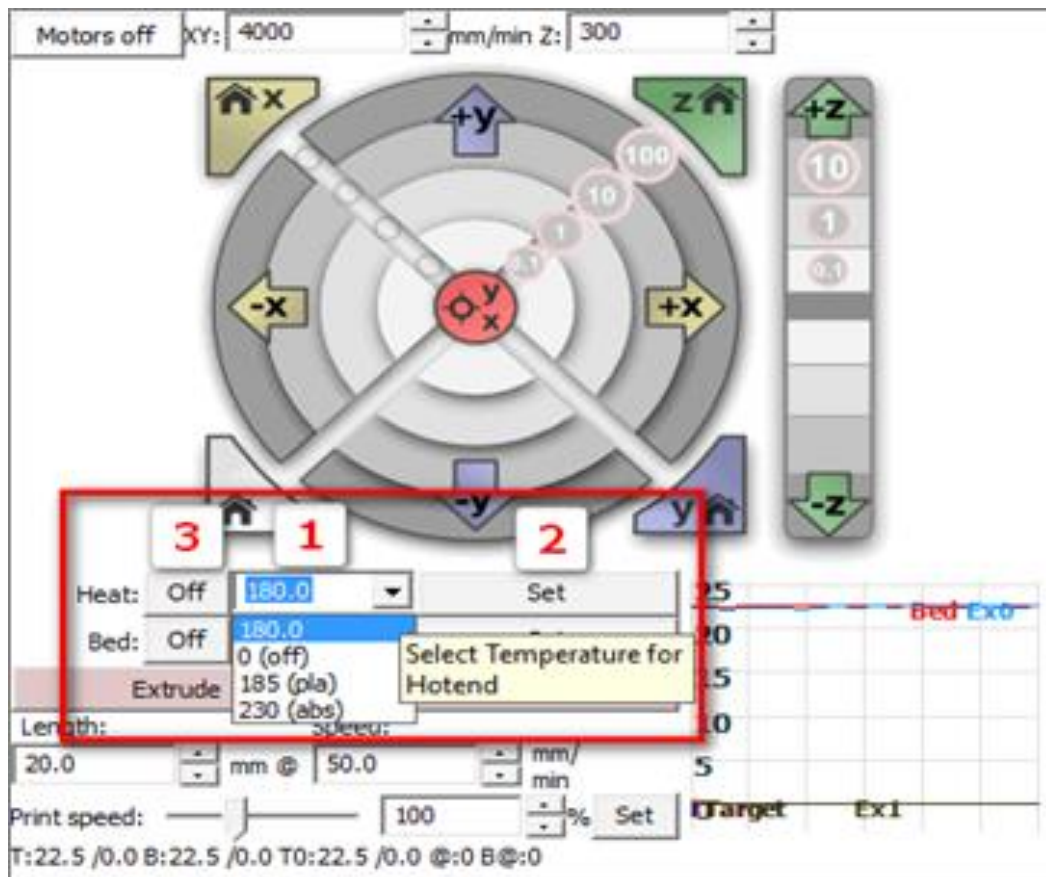 Motors off XY: 4000 mm/min Z: 300
X Z
+y +z
100 10
10 1
1 0.1
0.1
-x y x +x
-y y -z
3 1 2
Heat: Off 180.0 Set 25
Bed: Off 180.0 Bed Ex0
0 (off) Select Temperature for 20
Extrude 185 (pla) Hotend 15
230 (abs) 10
Length: Speed:
20.0 mm @ 50.0 mm/ 5
min
Print speed: 100 % Set Target Ex1
T:22.5 /0.0 B:22.5 /0.0 T0:22.5 /0.0 @:0 B@:0